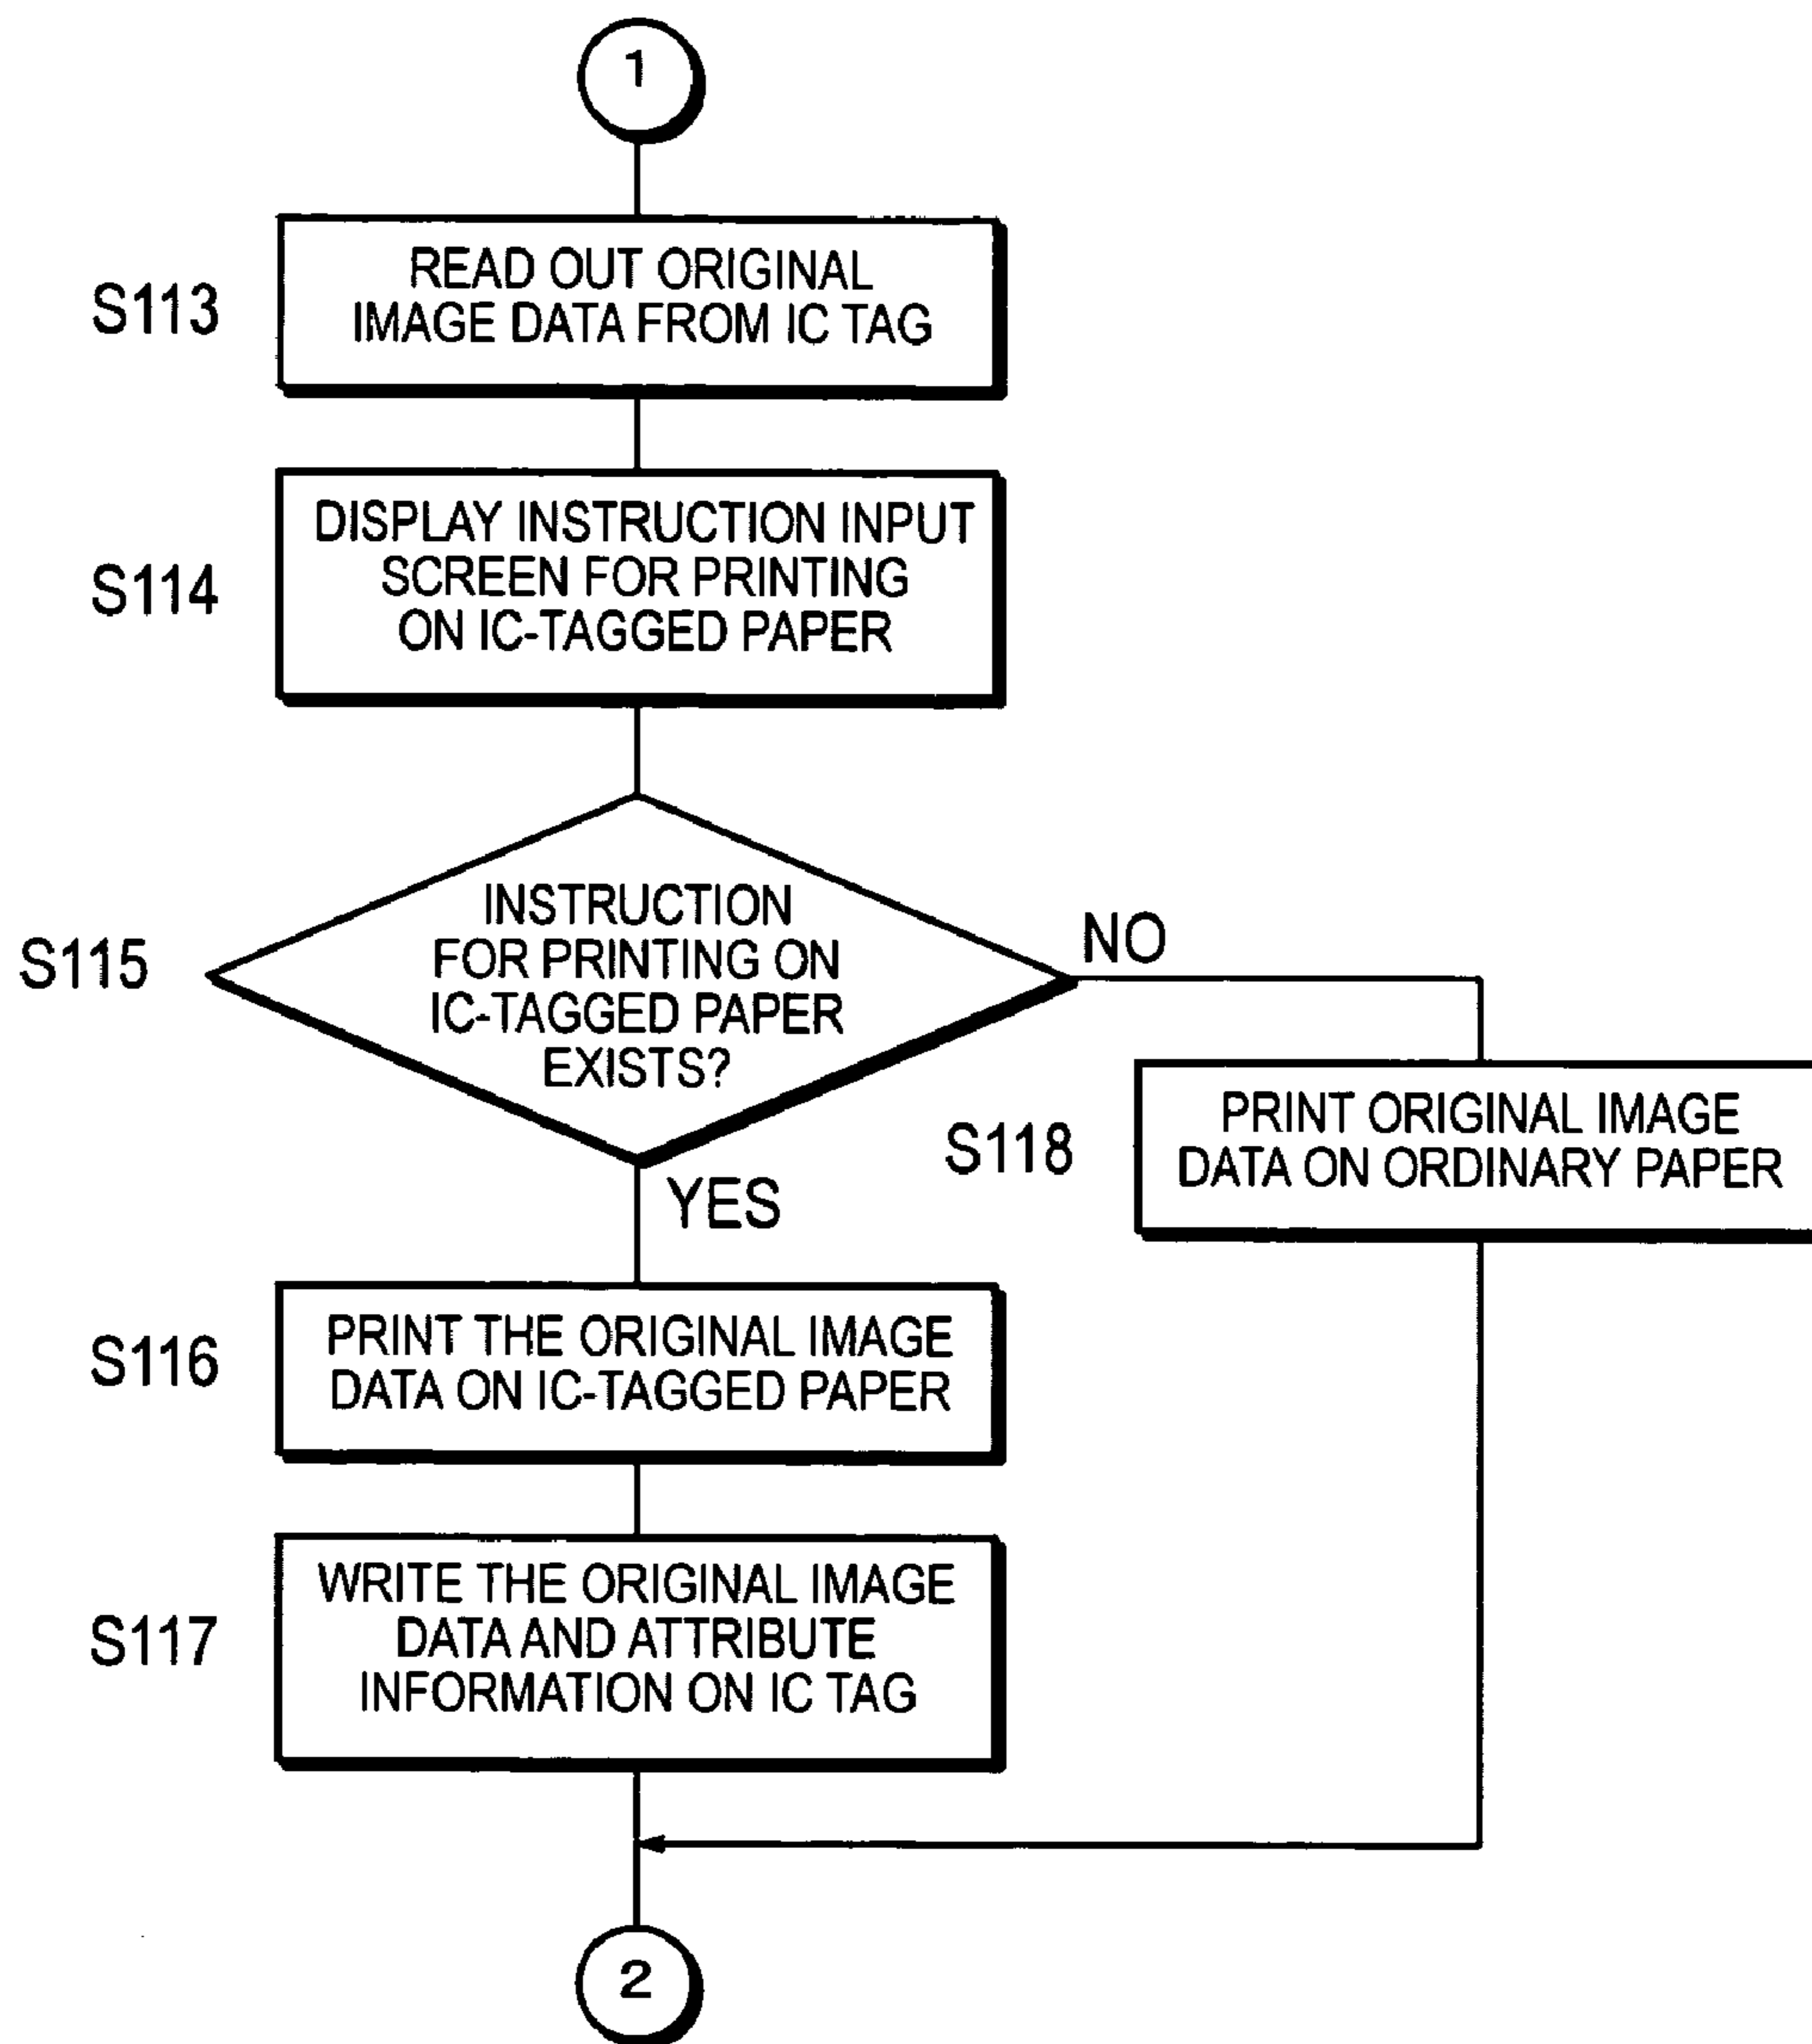 1
S113
READ OUT ORIGINAL
IMAGE DATA FROM IC TAG
S114
DISPLAY INSTRUCTION INPUT
SCREEN FOR PRINTING
ON IC-TAGGED PAPER
S115
INSTRUCTION
FOR PRINTING ON
IC-TAGGED PAPER
EXISTS?
NO
YES
S118
PRINT ORIGINAL IMAGE
DATA ON ORDINARY PAPER
S116
PRINT THE ORIGINAL IMAGE
DATA ON IC-TAGGED PAPER
S117
WRITE THE ORIGINAL IMAGE
DATA AND ATTRIBUTE
INFORMATION ON IC TAG
2